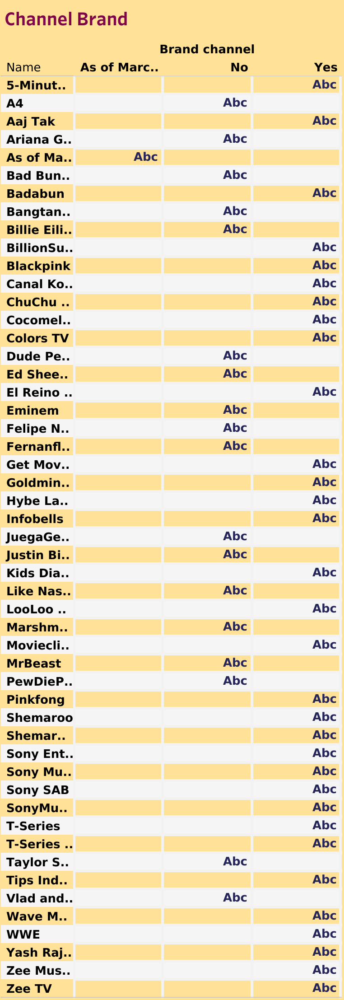 Channel Brand
Brand channel
Name As of Marc.. No Yes
5-Minut.. Abc
A4 Abc
Aaj Tak Abc
Ariana G.. Abc
As of Ma.. Abc
Bad Bun.. Abc
Badabun Abc
Bangtan.. Abc
Billie Eili.. Abc
BillionSu.. Abc
Blackpink Abc
Canal Ko.. Abc
ChuChu .. Abc
Cocomel.. Abc
Colors TV Abc
Dude Pe.. Abc
Ed Shee.. Abc
El Reino .. Abc
Eminem Abc
Felipe N.. Abc
Fernanfl.. Abc
Get Mov.. Abc
Goldmin.. Abc
Hybe La.. Abc
Infobells Abc
JuegaGe.. Abc
Justin Bi.. Abc
Kids Dia.. Abc
Like Nas.. Abc
LooLoo .. Abc
Marshm.. Abc
Moviecli.. Abc
MrBeast Abc
PewDieP.. Abc
Pinkfong Abc
Shemaroo Abc
Shemar.. Abc
Sony Ent.. Abc
Sony Mu.. Abc
Sony SAB Abc
SonyMu.. Abc
T-Series Abc
T-Series .. Abc
Taylor S.. Abc
Tips Ind.. Abc
Vlad and.. Abc
Wave M.. Abc
WWE Abc
Yash Raj.. Abc
Zee Mus.. Abc
Zee TV Abc